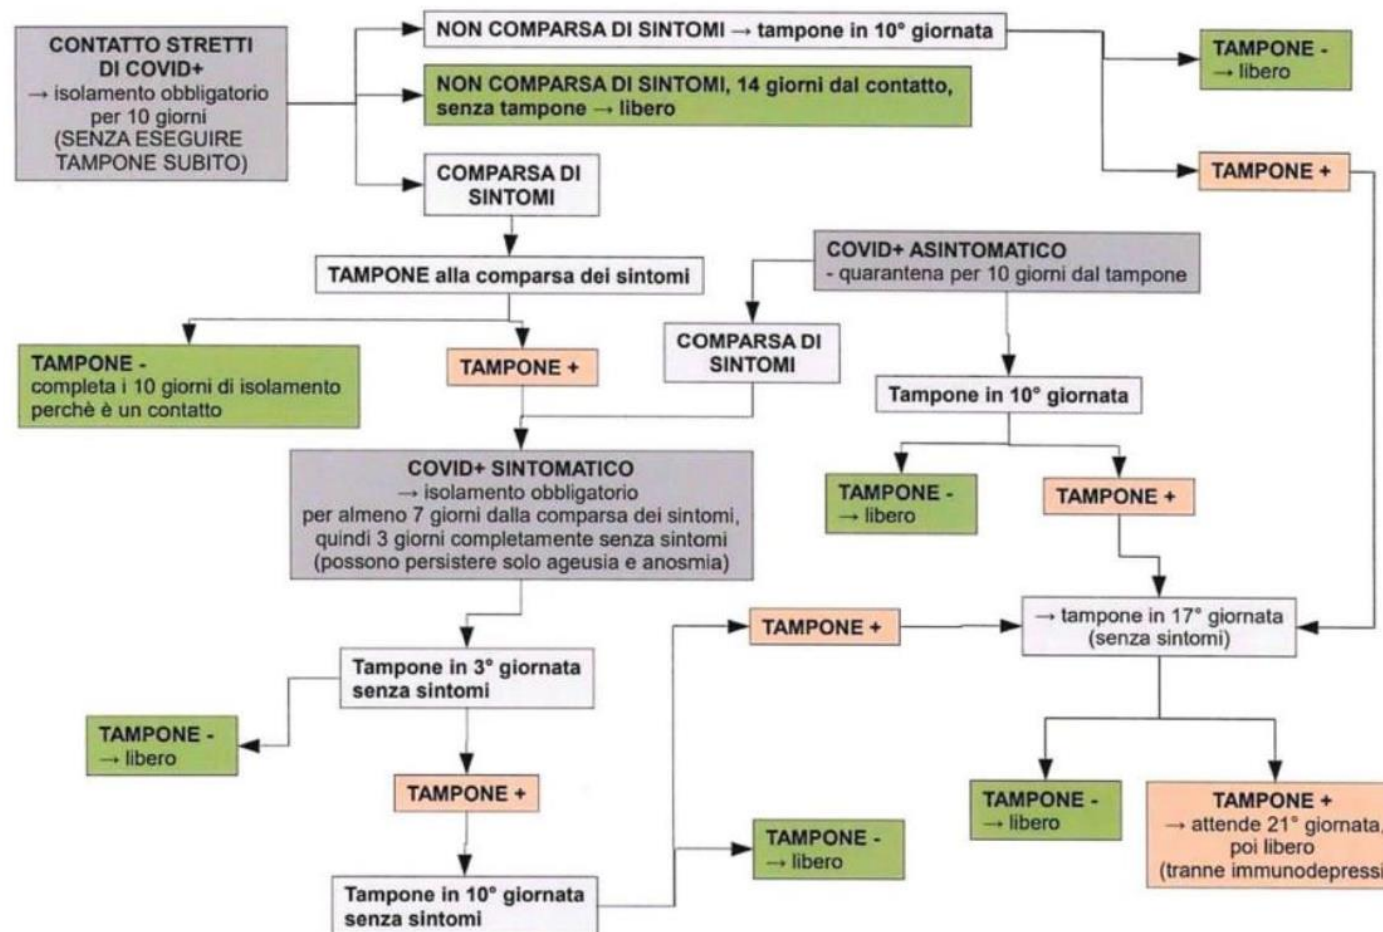 CONTATTO STRETTI
DI COVID+
→ isolamento obbligatorio
per 10 giorni
(SENZA ESEGUIRE
TAMPONE SUBITO)
NON COMPARSA DI SINTOMI → tampone in 10° giornata
NON COMPARSA DI SINTOMI, 14 giorni dal contatto,
senza tampone → libero
TAMPONE -
→ libero
TAMPONE +
COMPARSA DI
SINTOMI
TAMPONE alla comparsa dei sintomi
COVID+ ASINTOMATICO
- quarantena per 10 giorni dal tampone
TAMPONE -
completa i 10 giorni di isolamento
perchè è un contatto
TAMPONE +
COMPARSA DI
SINTOMI
Tampone in 10° giornata
COVID+ SINTOMATICO
→ isolamento obbligatorio
per almeno 7 giorni dalla comparsa dei sintomi,
quindi 3 giorni completamente senza sintomi
(possono persistere solo ageusia e anosmia)
TAMPONE -
→ libero
TAMPONE +
TAMPONE +
→ tampone in 17° giornata
(senza sintomi)
Tampone in 3° giornata
senza sintomi
TAMPONE -
→ libero
TAMPONE +
TAMPONE -
→ libero
TAMPONE +
→ attende 21° giornata,
poi libero
(tranne immunodepressi
TAMPONE -
→ libero
Tampone in 10° giornata
senza sintomi